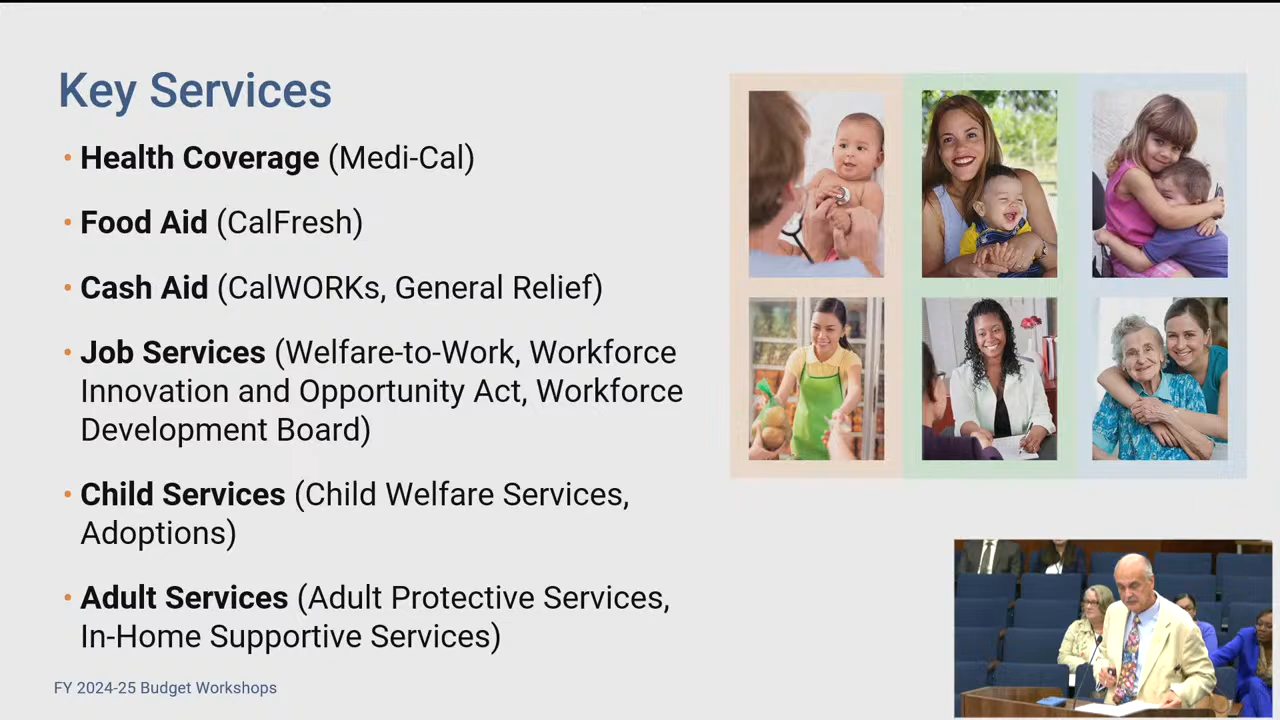 Key Services
• Health Coverage (Medi-Cal)
• Food Aid (CalFresh)
• Cash Aid (CalWORKs, General Relief)
• Job Services (Welfare-to-Work, Workforce
Innovation and Opportunity Act, Workforce
Development Board)
• Child Services (Child Welfare Services,
Adoptions)
• Adult Services (Adult Protective Services,
In-Home Supportive Services)
FY 2024-25 Budget Workshops